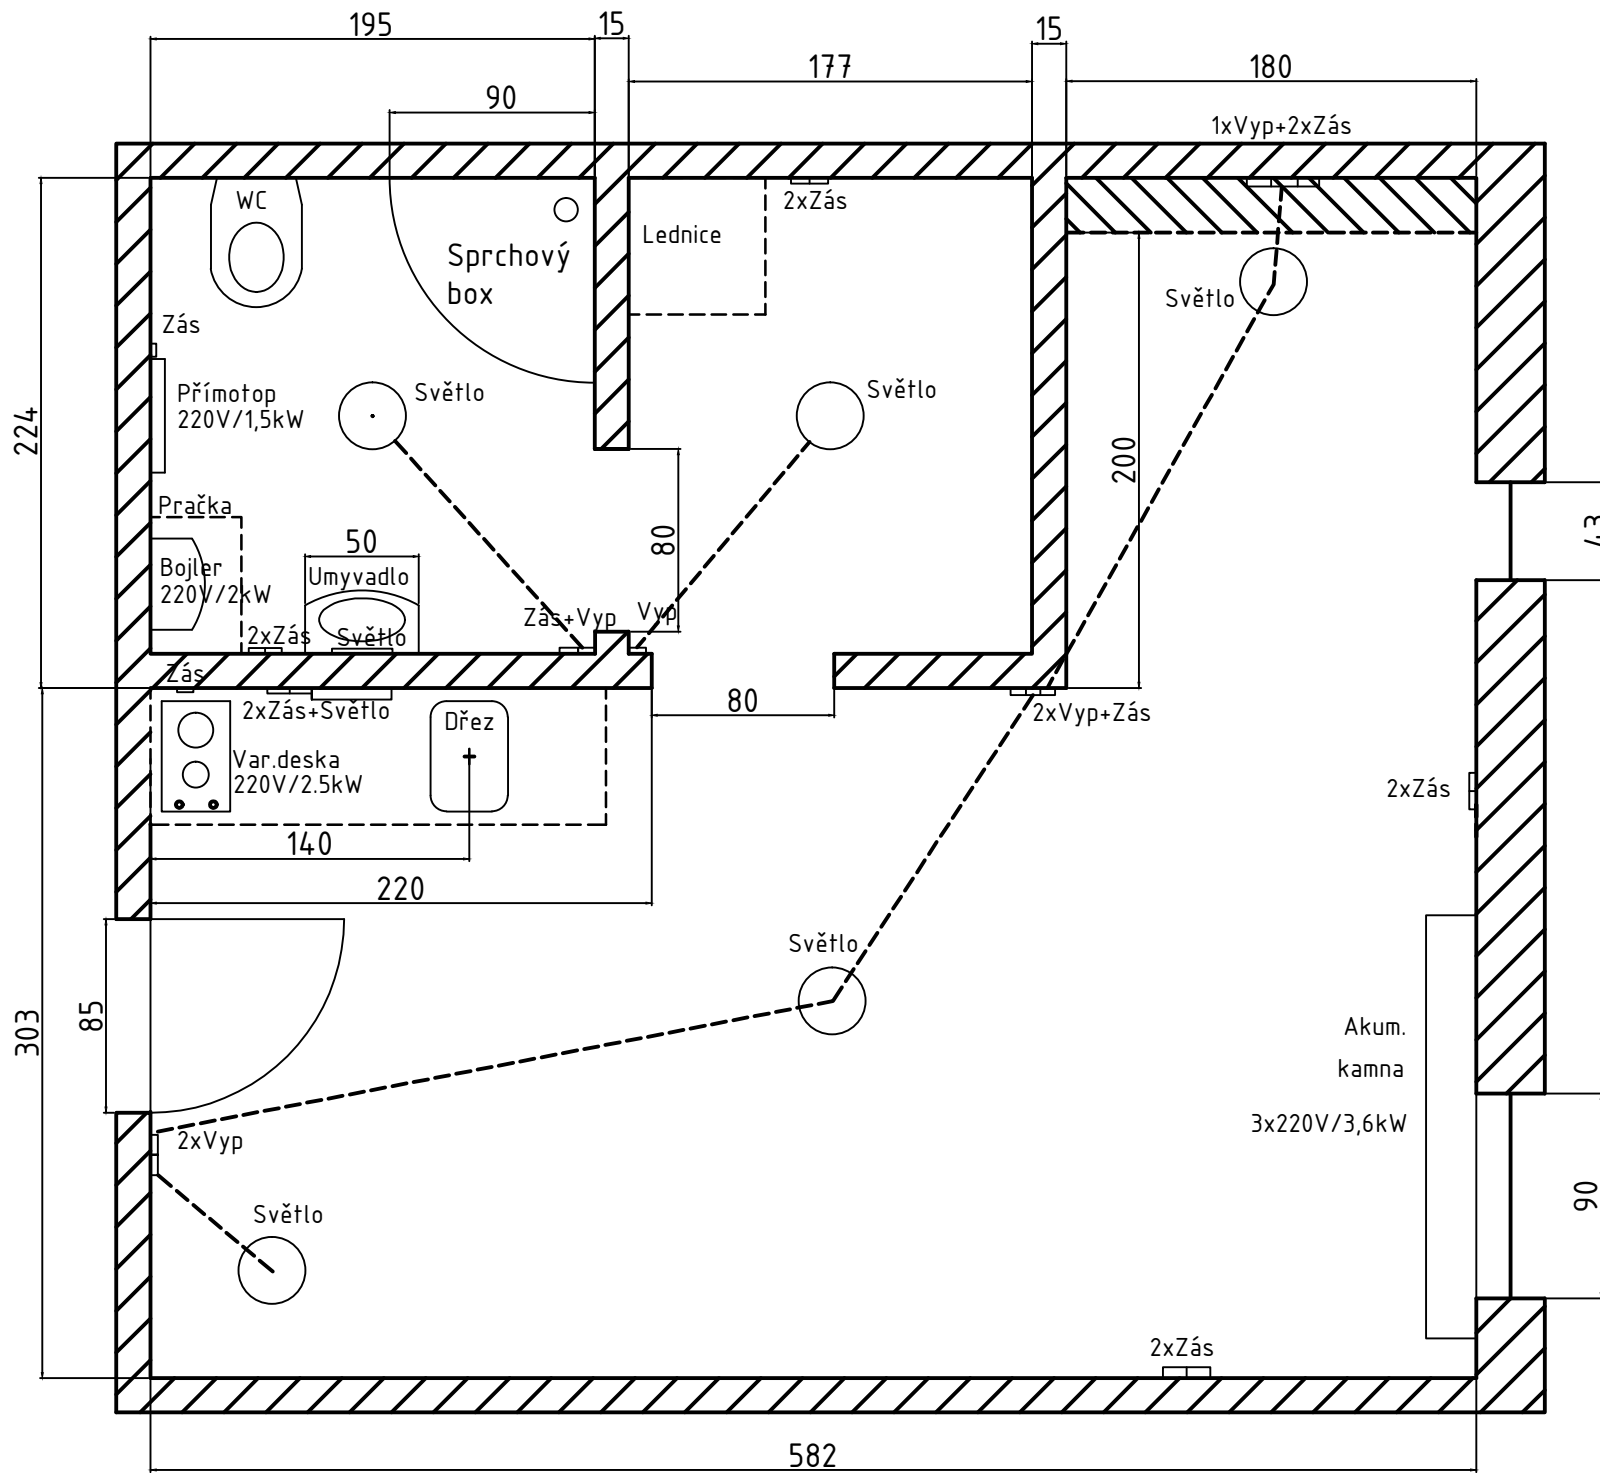 195
15
177
15
180
90
1xVyp+2xZás
WC
2xZás
Lednice
Sprchový
box
Světlo
Zás
Přímotop
220V/1,5kW
Světlo
Světlo
224
200
Pračka
50
80
43
Bojler
220V/2kW
Umyvadlo
Zás+Vyp
Vyp
2xZás
Světlo
Zás
2xZás+Světlo
Dřez
80
2xVyp+Zás
Var.deska
220V/2.5kW
2xZás
140
220
Světlo
85
303
Akum.
kamna
3x220V/3,6kW
2xVyp
90
Světlo
2xZás
582